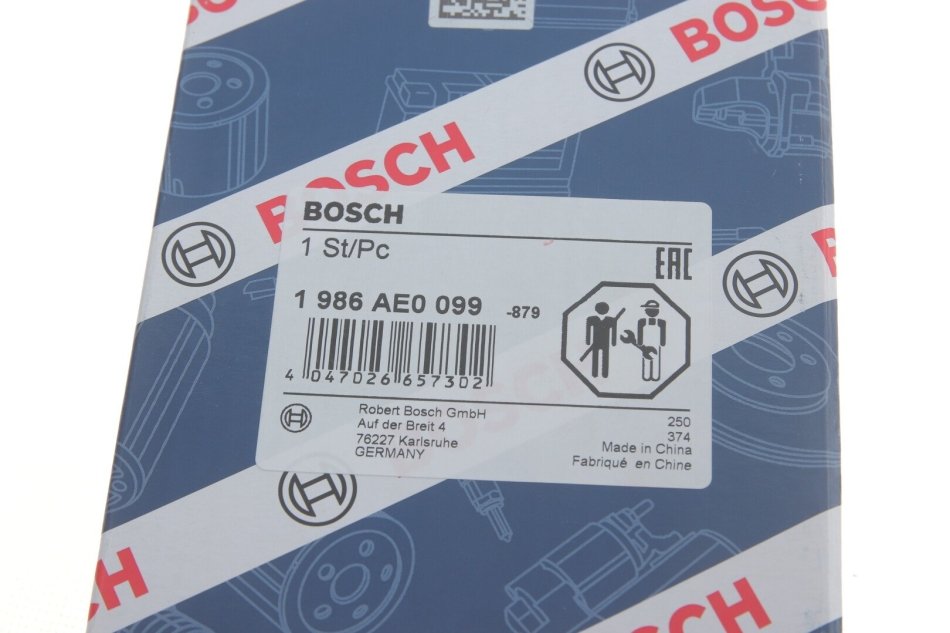 BOSCH
BOSCH
BOSCH
1 St/Pc
EAC
1 986 AE0 099 -879
4 047026 657302
Robert Bosch GmbH
Auf der Breit 4
76227 Karlsruhe
GERMANY
250
374
Made in China
Fabriqué en Chine
BOSCH